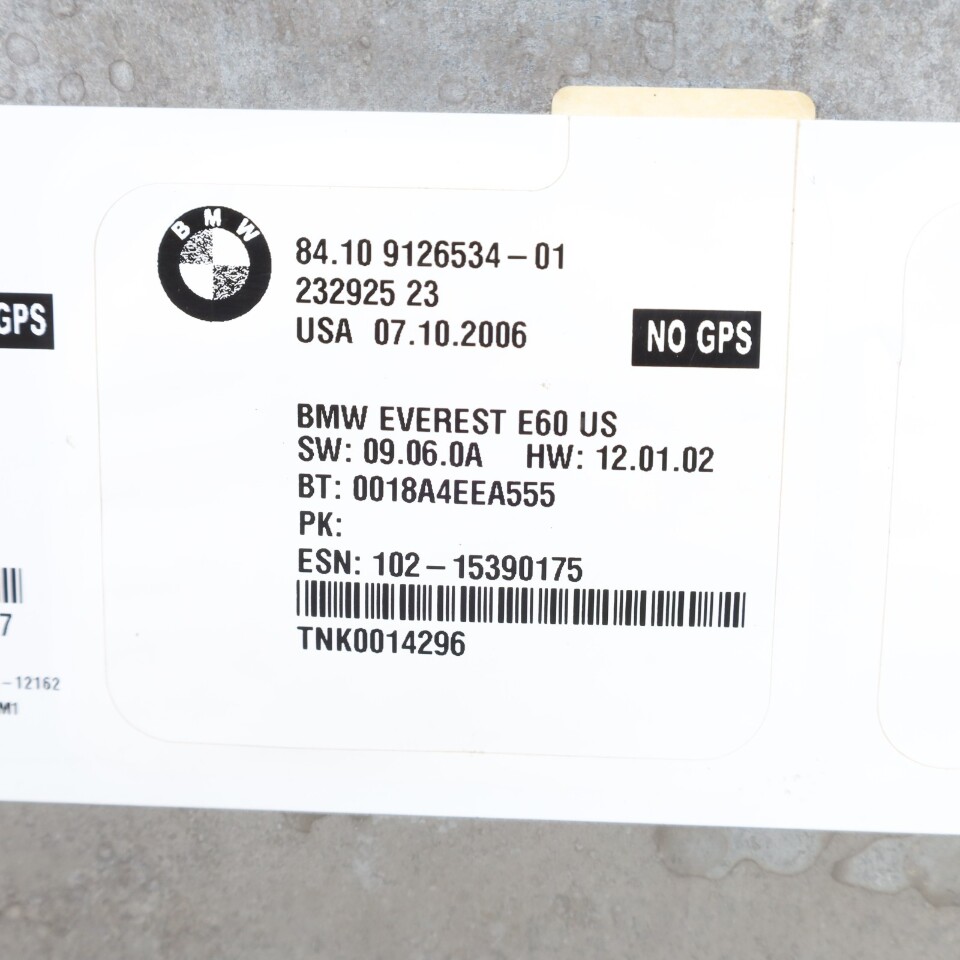 BMW
84.10 9126534-01
232925 23
USA 07.10.2006
GPS
NO GPS
BMW EVEREST E60 US
SW: 09.06.0A HW: 12.01.02
BT: 0018A4EEA555
PK:
ESN: 102-15390175
TNK0014296
7
-12162
M1